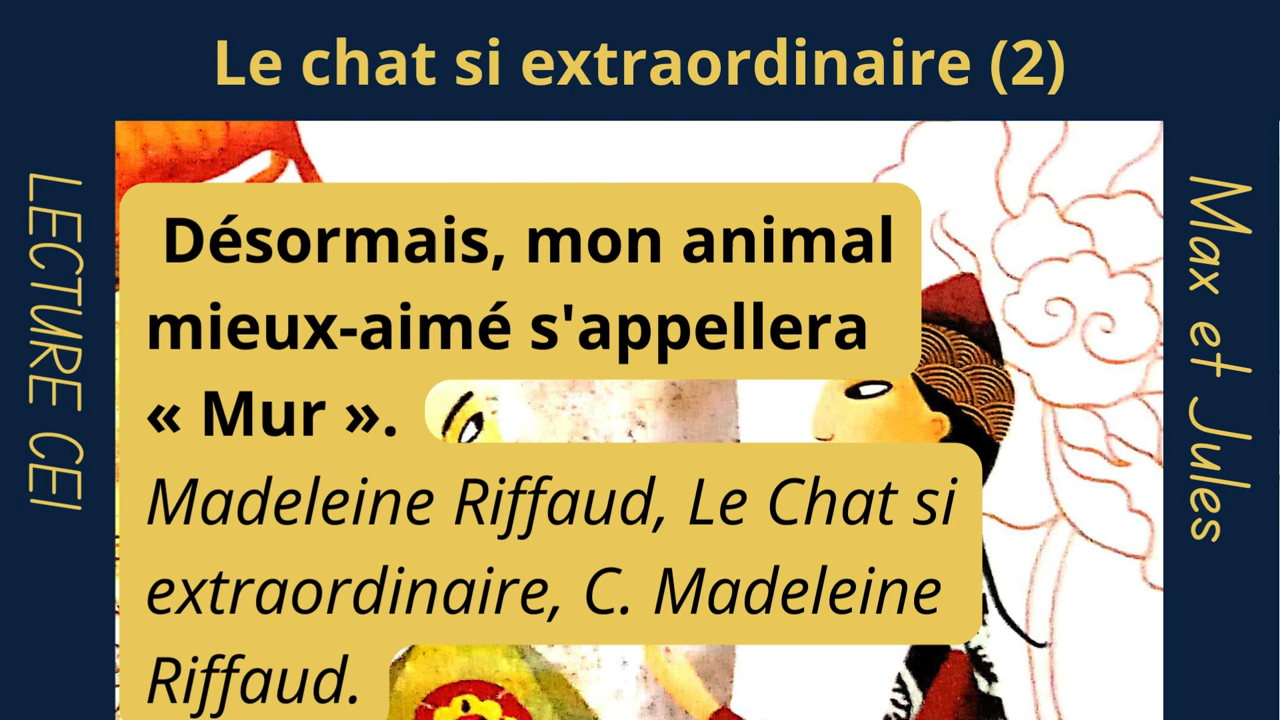 Le chat si extraordinaire (2)
LECTURE CE1
Désormais, mon animal
mieux-aimé s'appellera
« Mur ».
Madeleine Riffaud, Le Chat si
extraordinaire, C. Madeleine
Riffaud.
Max et Jules